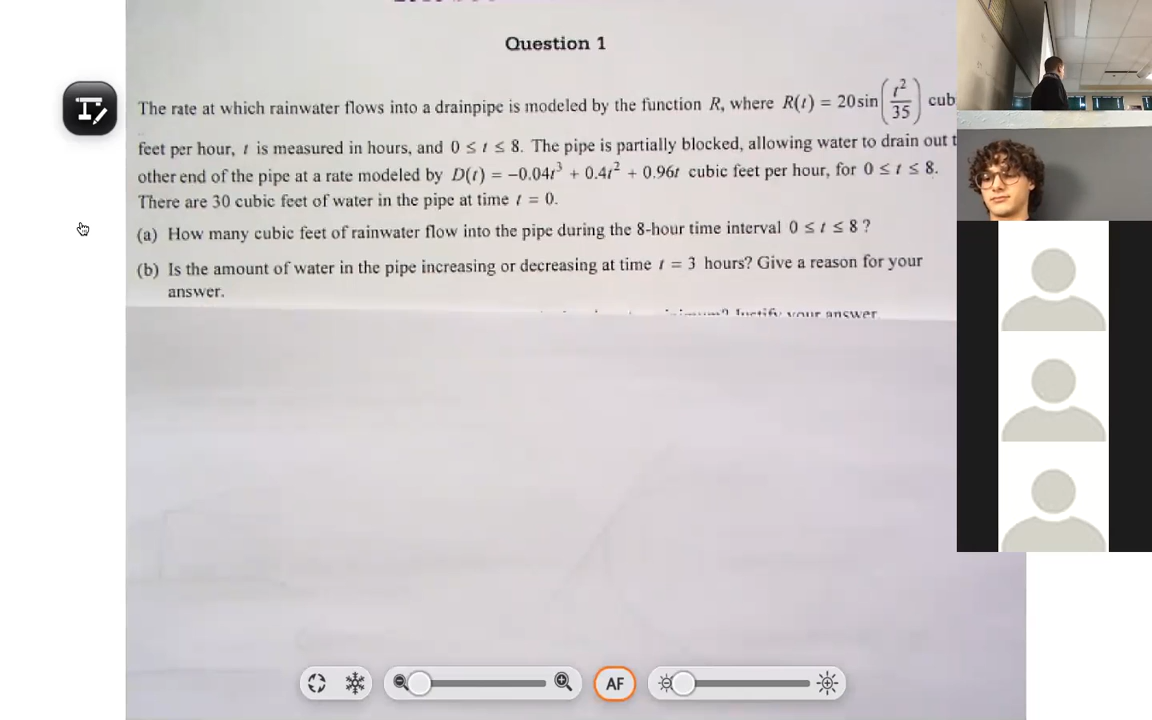 Question 1
The rate at which rainwater flows into a drainpipe is modeled by the function R, where R(t) = 20sin(t²/35) cub
feet per hour, t is measured in hours, and 0 ≤ t ≤ 8. The pipe is partially blocked, allowing water to drain out t
other end of the pipe at a rate modeled by D(t) = −0.04t³ + 0.4t² + 0.96t cubic feet per hour, for 0 ≤ t ≤ 8.
There are 30 cubic feet of water in the pipe at time t = 0.
(a) How many cubic feet of rainwater flow into the pipe during the 8-hour time interval 0 ≤ t ≤ 8 ?
(b) Is the amount of water in the pipe increasing or decreasing at time t = 3 hours? Give a reason for your
answer.
Justify your answer
AF